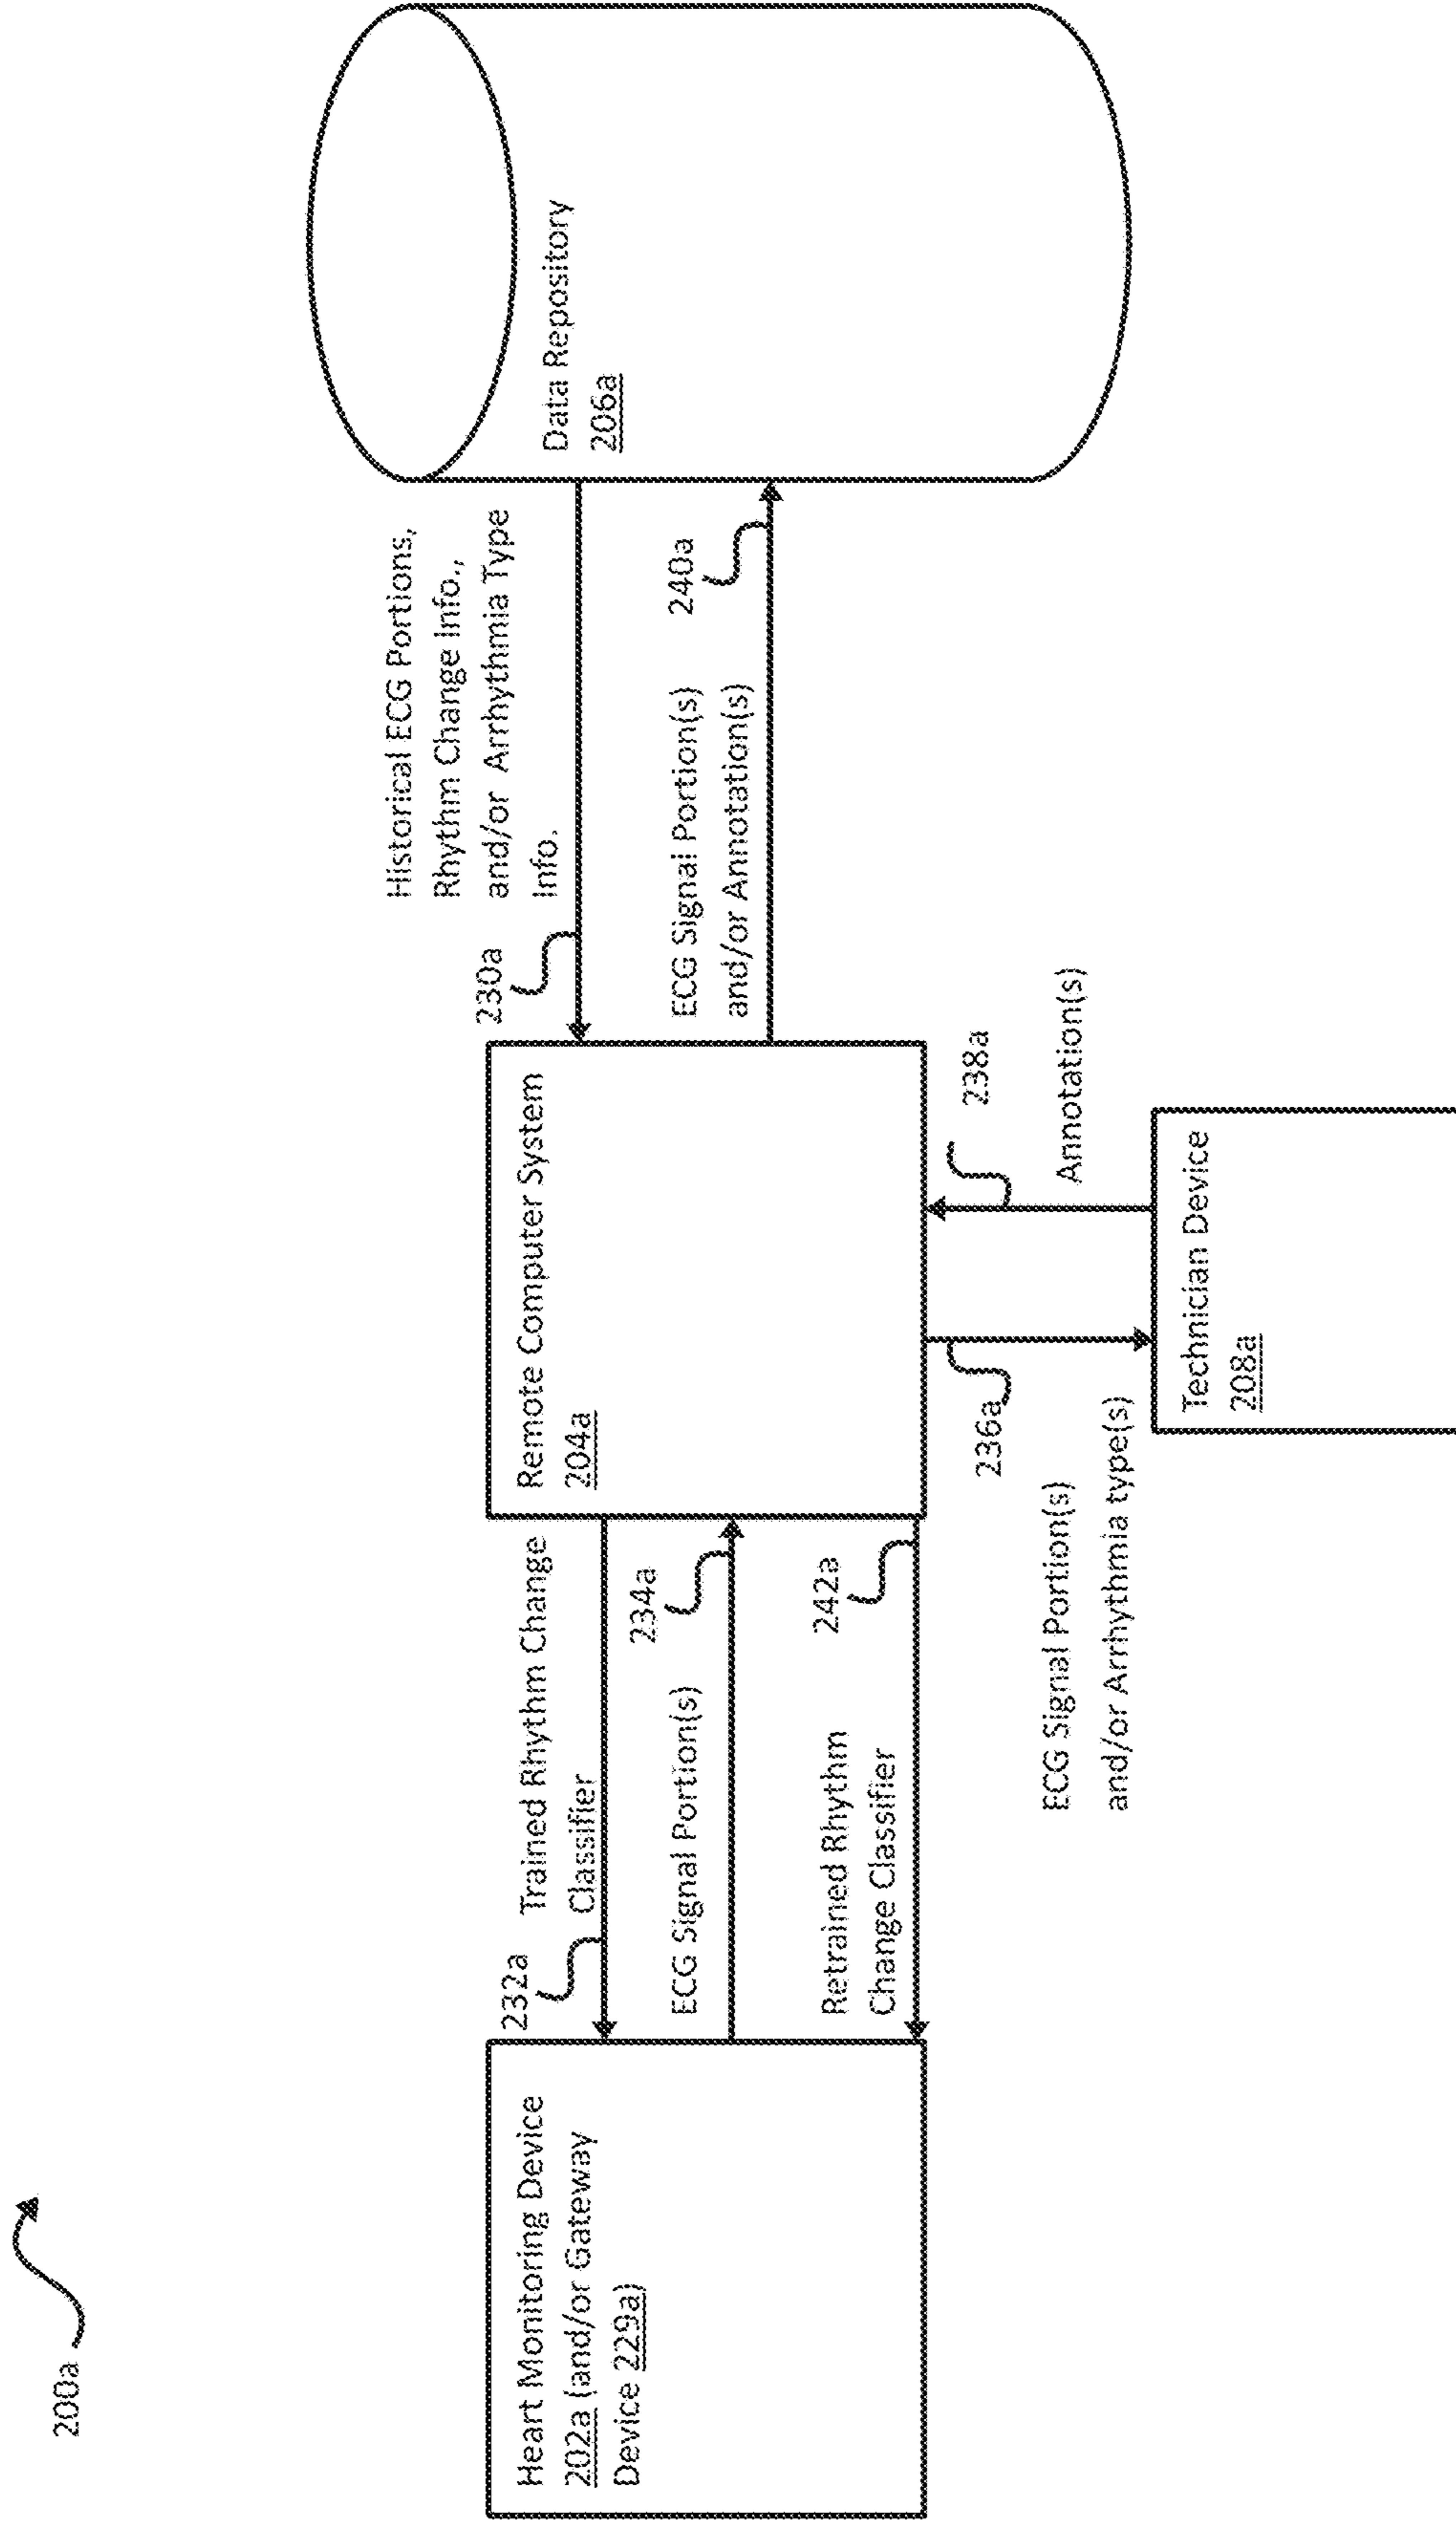 200a
Heart Monitoring Device
202a (and/or Gateway
Device 229a)
232a
Trained Rhythm Change
Classifier
234a
ECG Signal Portion(s)
242a
Retrained Rhythm
Change Classifier
Remote Computer System
204a
230a
Historical ECG Portions,
Rhythm Change Info.,
and/or Arrhythmia Type
Info.
240a
ECG Signal Portion(s)
and/or Annotation(s)
Data Repository
206a
236a
ECG Signal Portion(s)
and/or Arrhythmia type(s)
238a
Annotation(s)
Technician Device
208a